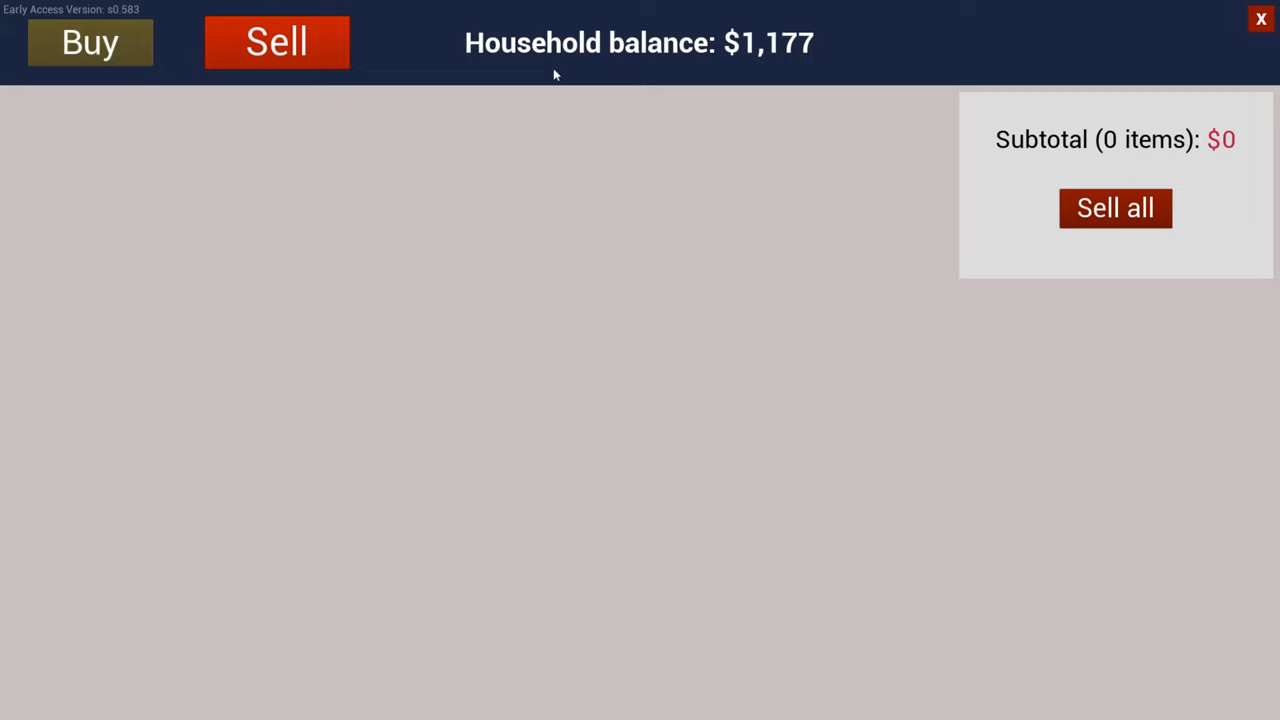 Early Access Version: s0.583
Buy
Sell
Household balance: $1,177
X
Subtotal (0 items): $0
Sell all